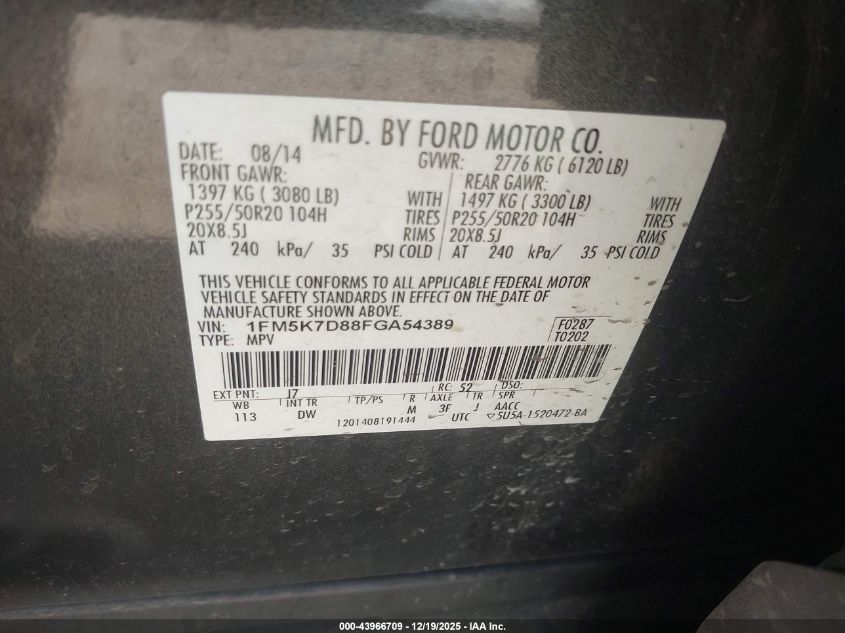 MFD. BY FORD MOTOR CO.
DATE: 08/14 GVWR: 2776 KG ( 6120 LB)
FRONT GAWR: REAR GAWR:
1397 KG ( 3080 LB) WITH 1497 KG ( 3300 LB) WITH
P255/50R20 104H TIRES P255/50R20 104H TIRES
20X8.5J RIMS 20X8.5J RIMS
AT 240 kPa/ 35 PSI COLD AT 240 kPa/ 35 PSI COLD
THIS VEHICLE CONFORMS TO ALL APPLICABLE FEDERAL MOTOR
VEHICLE SAFETY STANDARDS IN EFFECT ON THE DATE OF
MANUFACTURE SHOWN ABOVE.
VIN: 1FM5K7D88FGA54389 F0287
TYPE: MPV T0202
EXT PNT: J7 RC: 52 DSO:
WB INT TR TP/PS R AXLE TR SPR
113 DW M 3F J AACC
1201408191444 UTC 5U5A-1520472-BA
000-43966709 - 12/19/2025 - IAA Inc.